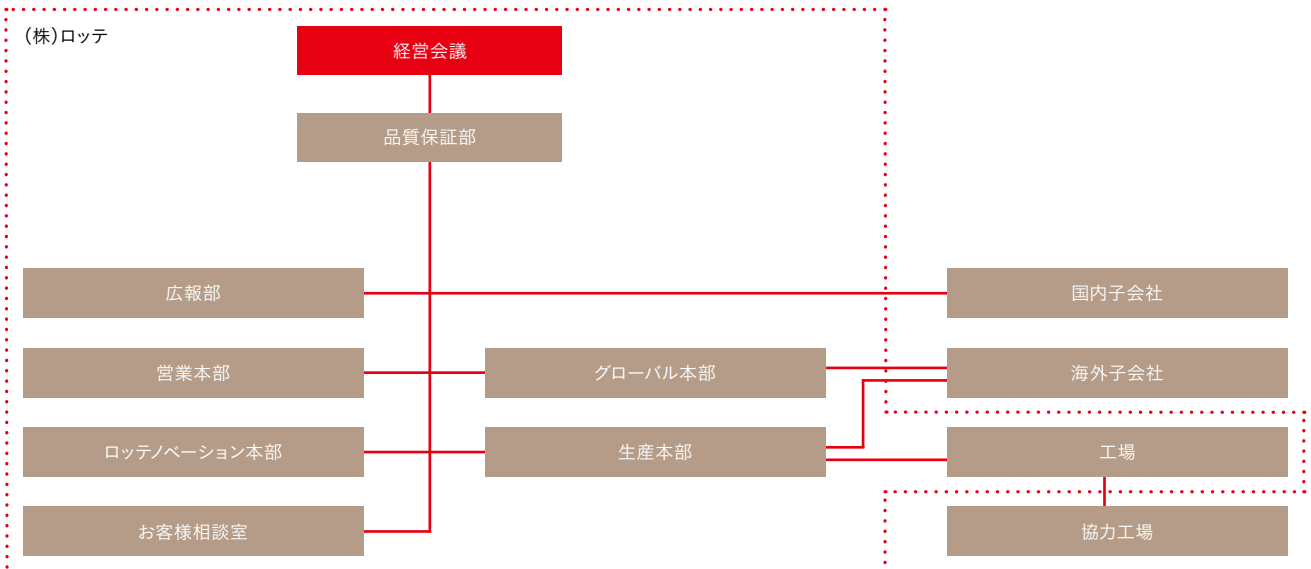 (株)ロッテ
経営会議
品質保証部
広報部
国内子会社
営業本部
グローバル本部
海外子会社
ロッテノベーション本部
生産本部
工場
お客様相談室
協力工場